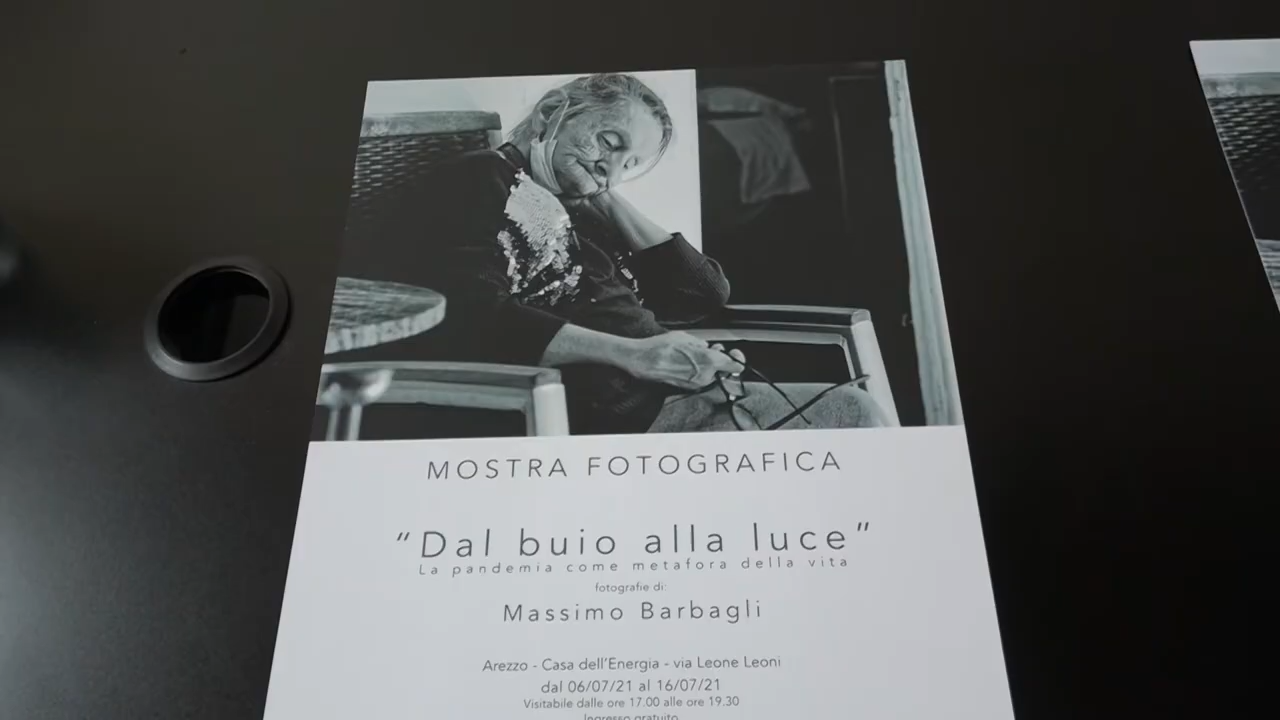 MOSTRA FOTOGRAFICA
“Dal buio alla luce”
La pandemia come metafora della vita
fotografie di:
Massimo Barbagli
Arezzo - Casa dell'Energia - via Leone Leoni
dal 06/07/21 al 16/07/21
Visitabile dalle ore 17.00 alle ore 19.30
Ingresso gratuito